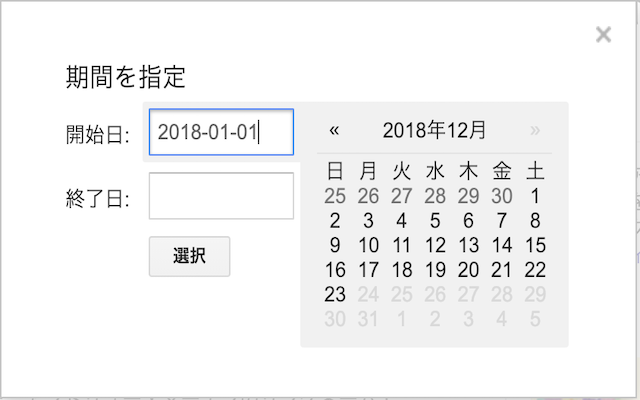 ×
期間を指定
開始日: 2018-01-01
終了日:
選択
« 2018年12月 »
日 月 火 水 木 金 土
25 26 27 28 29 30 1
2 3 4 5 6 7 8
9 10 11 12 13 14 15
16 17 18 19 20 21 22
23 24 25 26 27 28 29
30 31 1 2 3 4 5